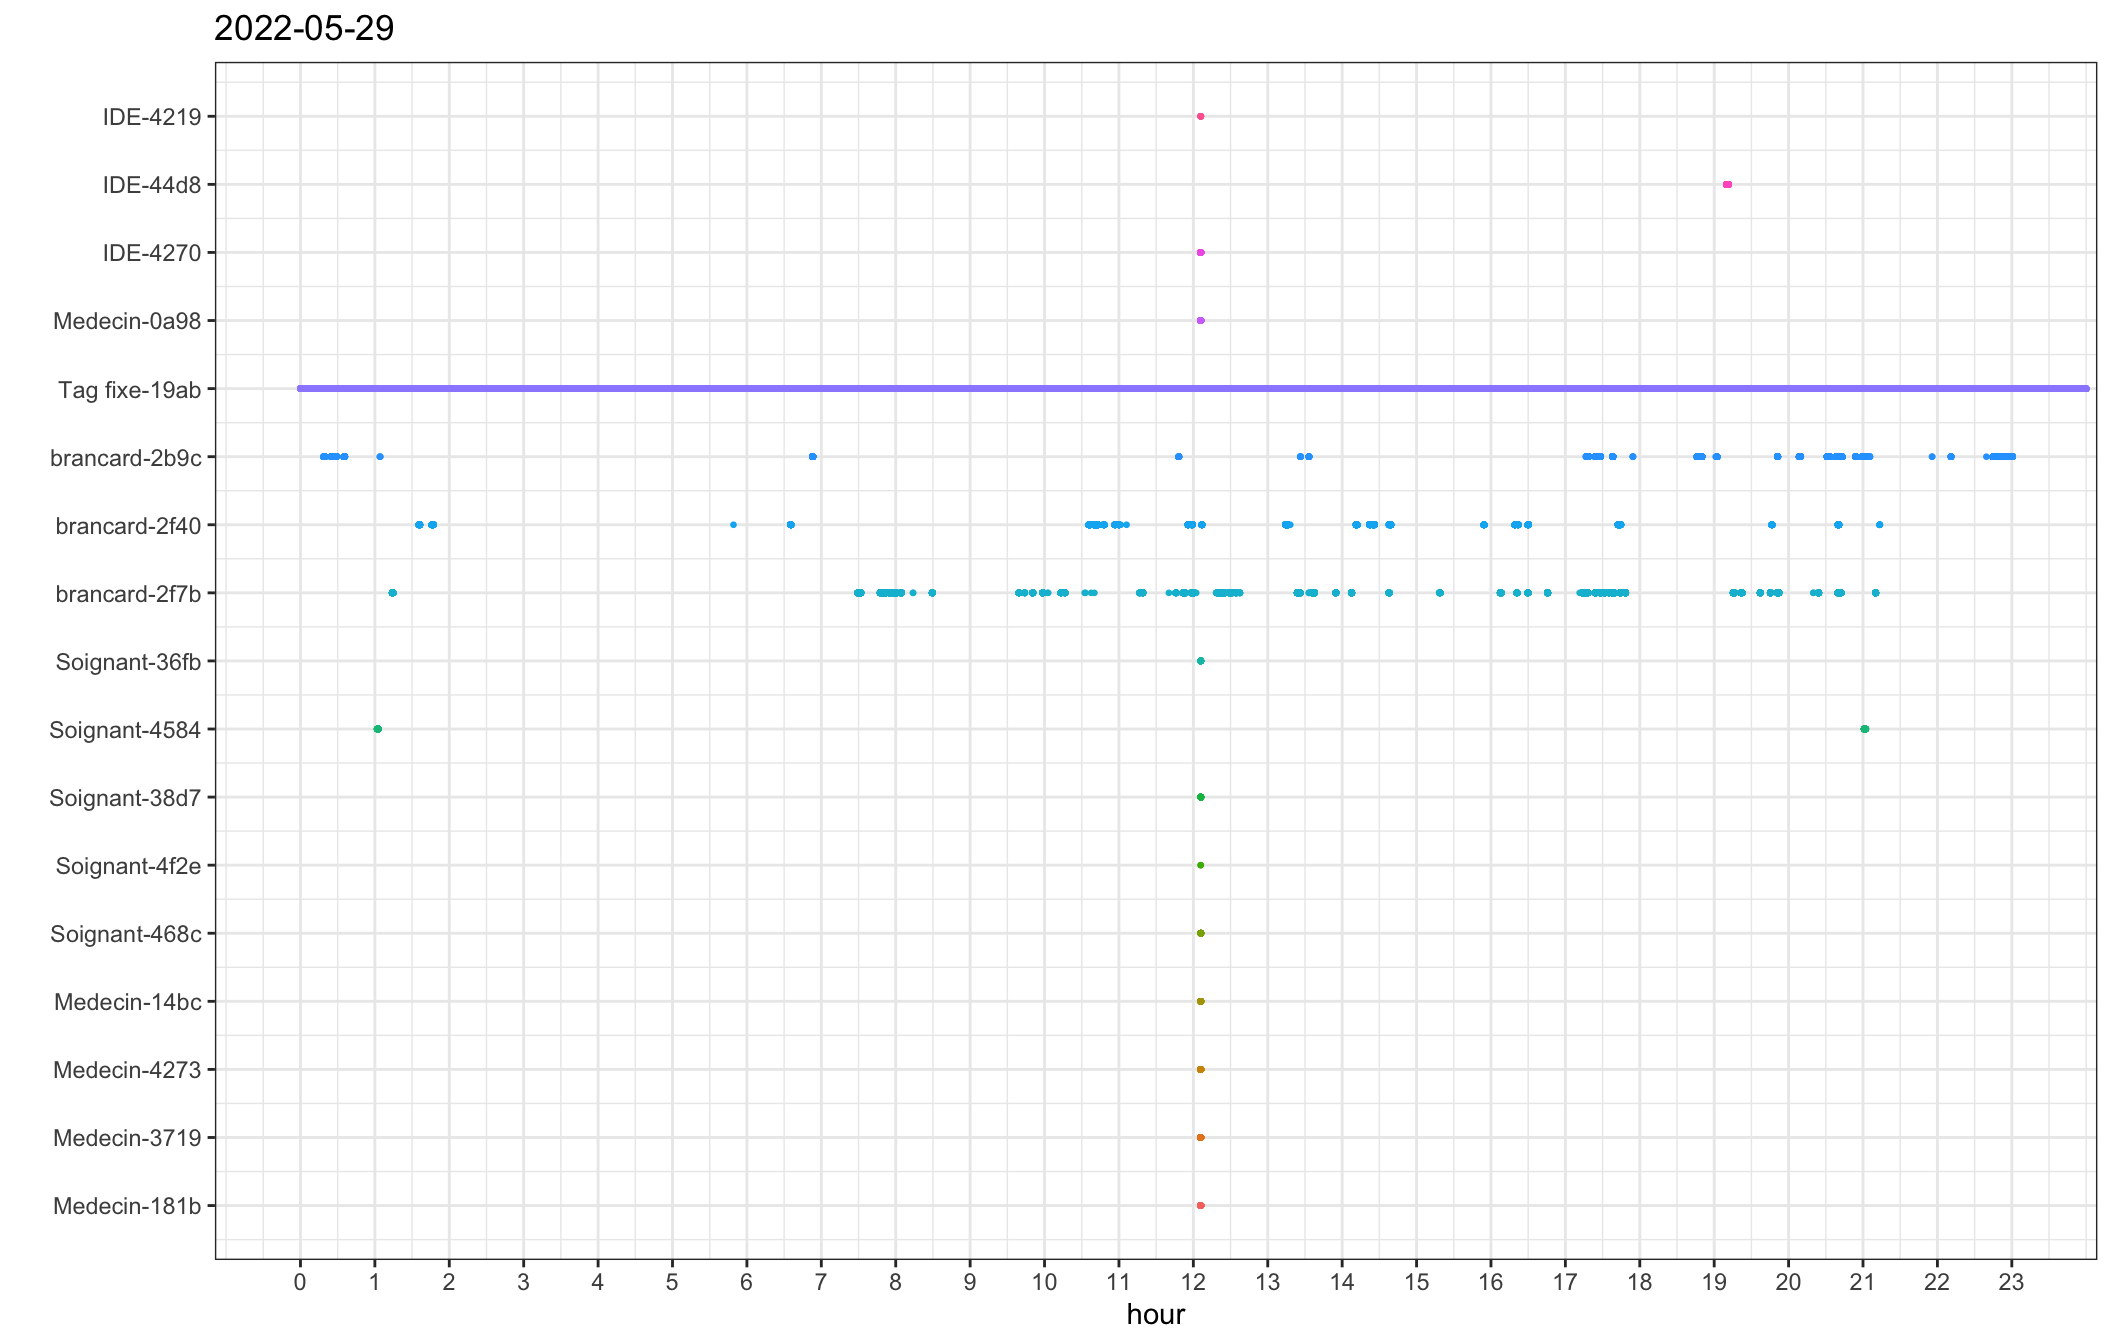 2022-05-29
IDE-4219
IDE-44d8
IDE-4270
Medecin-0a98
Tag fixe-19ab
brancard-2b9c
brancard-2f40
brancard-2f7b
Soignant-36fb
Soignant-4584
Soignant-38d7
Soignant-4f2e
Soignant-468c
Medecin-14bc
Medecin-4273
Medecin-3719
Medecin-181b
0 1 2 3 4 5 6 7 8 9 10 11 12 13 14 15 16 17 18 19 20 21 22 23
hour